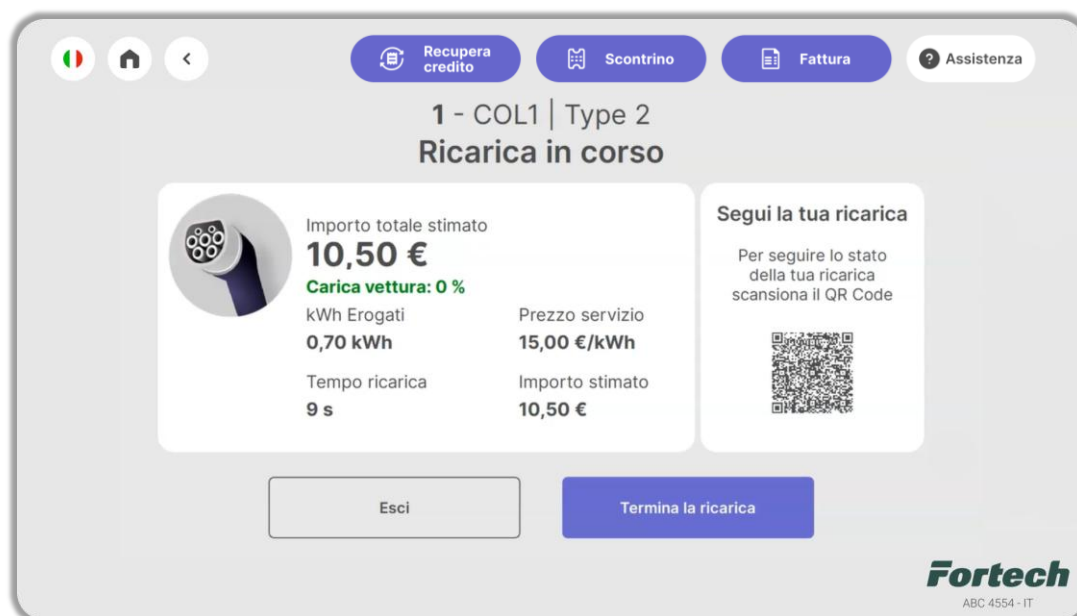 Recupera
credito
Scontrino
Fattura
? Assistenza
1 - COL1 | Type 2
Ricarica in corso
Importo totale stimato
10,50 €
Carica vettura: 0 %
kWh Erogati
0,70 kWh
Prezzo servizio
15,00 €/kWh
Tempo ricarica
9 s
Importo stimato
10,50 €
Segui la tua ricarica
Per seguire lo stato
della tua ricarica
scansiona il QR Code
Esci
Termina la ricarica
Fortech
ABC 4554 - IT